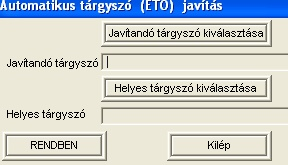 Automatikus tárgyszó (ETO) javítás
Javítandó tárgyszó kiválasztása
Javítandó tárgyszó
Helyes tárgyszó kiválasztása
Helyes tárgyszó
RENDBEN
Kilép